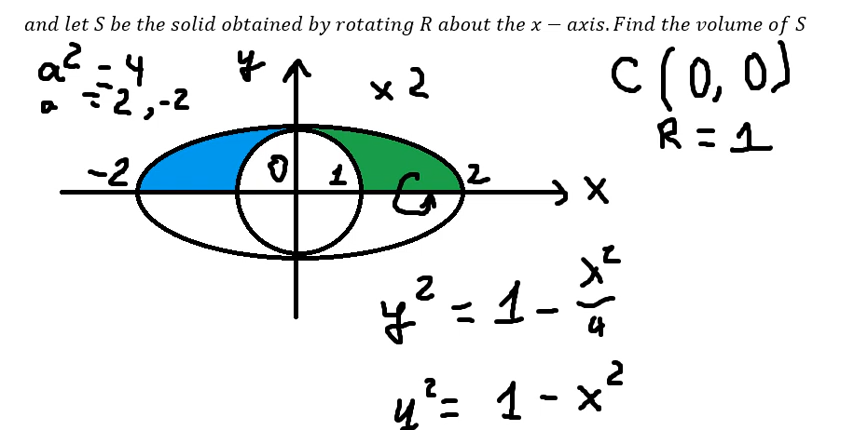 and let S be the solid obtained by rotating R about the x − axis. Find the volume of S
a² = 4
a = 2, -2
y
x 2
C(0, 0)
R = 1
-2
0
1
2
x
y² = 1 - x²/4
y² = 1 - x²